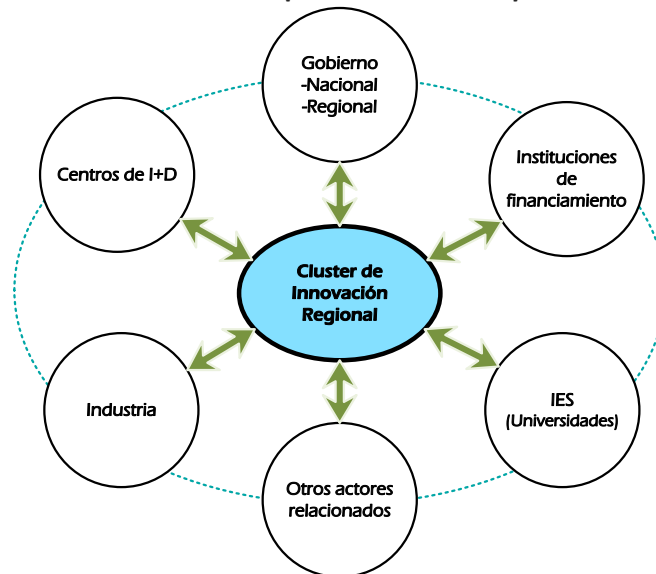 Gobierno
-Nacional
-Regional
Centros de I+D
Instituciones
de
financiamiento
Cluster de
Innovación
Regional
Industria
IES
(Universidades)
Otros actores
relacionados